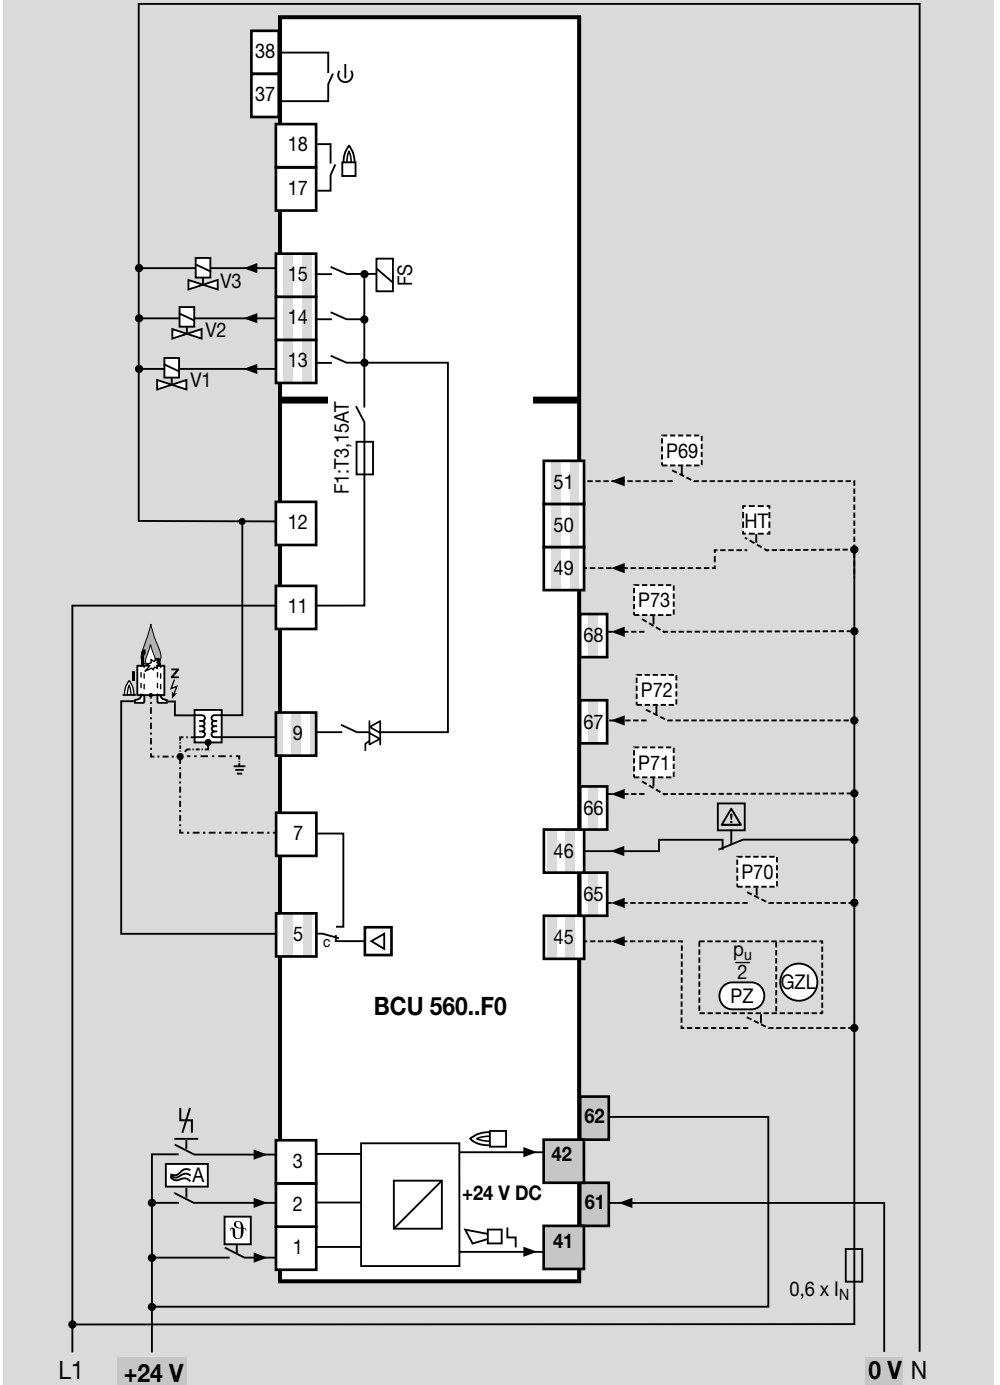 38
37
18
17
15
V3
FS
14
V2
13
V1
F1:T3,15AT
P69
51
HT
12
50
49
11
P73
68
Z
P72
67
9
P71
66
7
46
P70
65
5
c
45
pu
2
PZ
GZL
BCU 560..F0
62
3
42
A
+24 V DC
2
61
ϑ
1
41
0,6 x IN
L1
+24 V
0 V
N